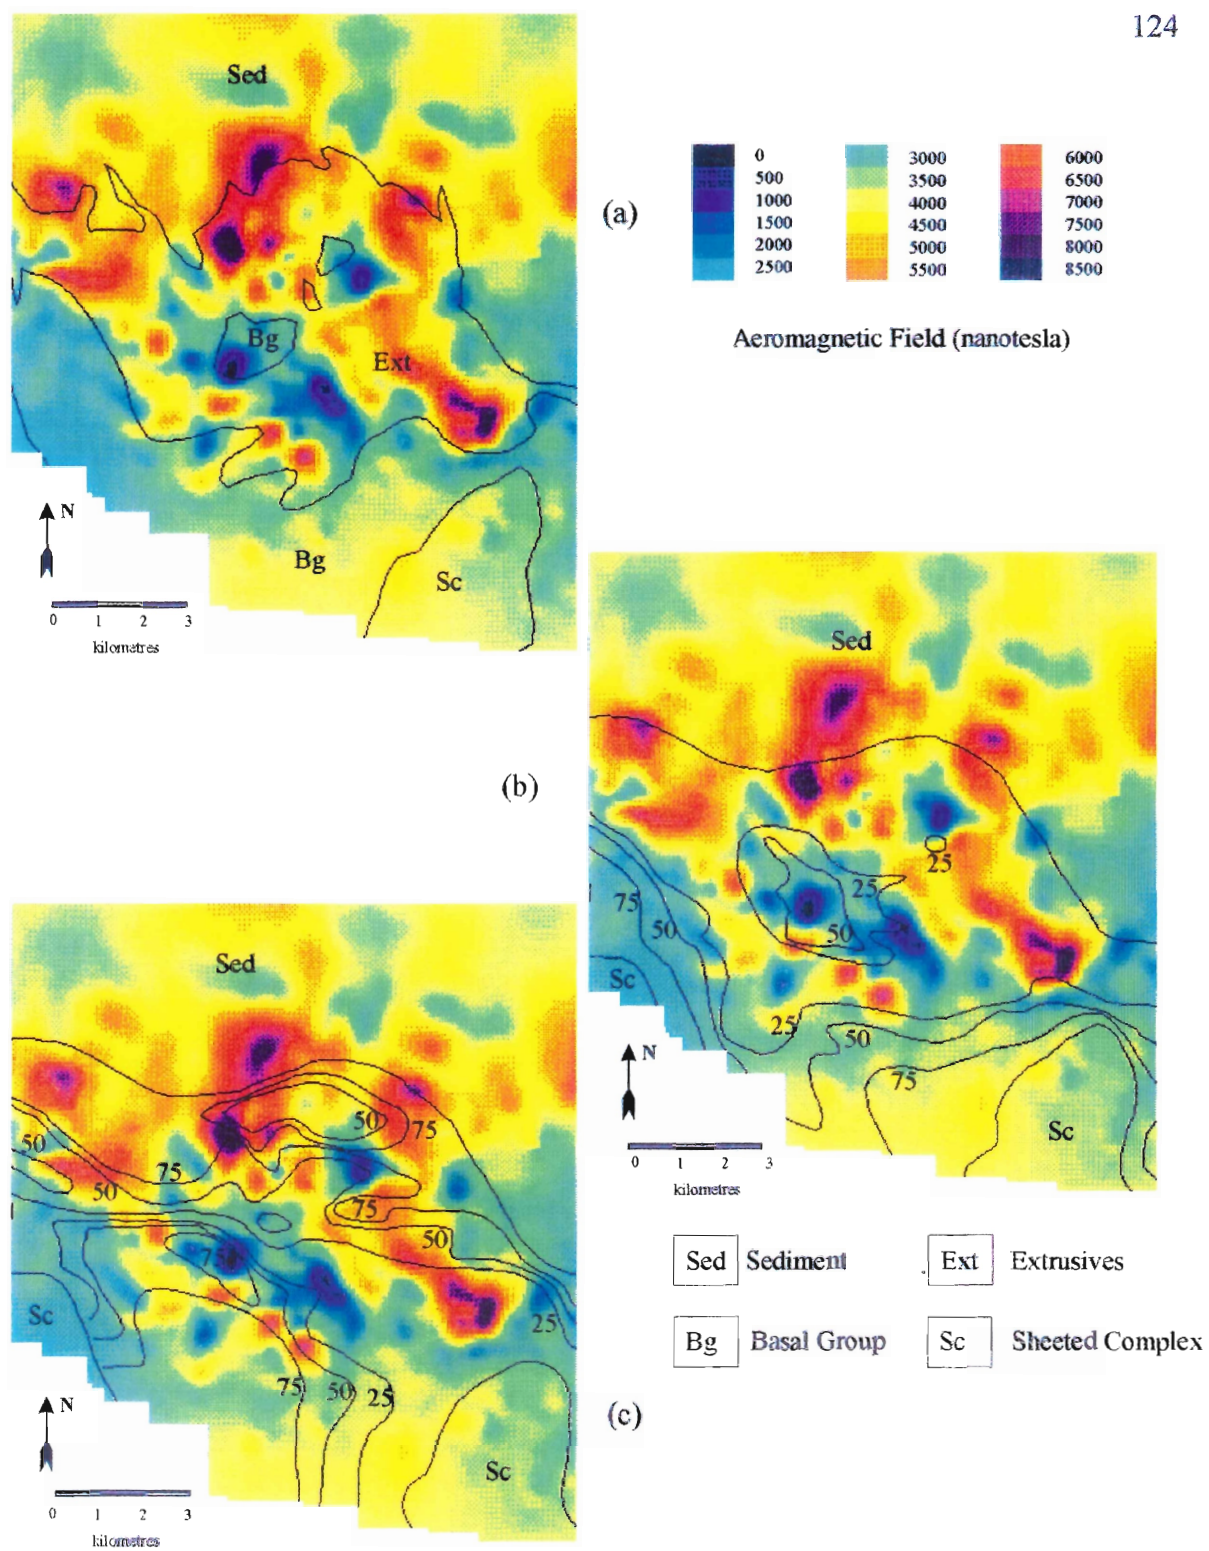 124
Sed
Bg
Ext
Bg
Sc
N
0 1 2 3
kilometres
(a)
0 3000 6000
500 3500 6500
1000 4000 7000
1500 4500 7500
2000 5000 8000
2500 5500 8500
Aeromagnetic Field (nanotesla)
(b)
Sed
25
25
75
50
50
Sc
25
50
75
Sc
N
0 1 2 3
kilometres
Sed
50
75
50
75
50
75
50
75
Sc
25
75 50 25
Sc
N
0 1 2 3
kilometres
(c)
Sed Sediment
Ext Extrusives
Bg Basal Group
Sc Sheeted Complex